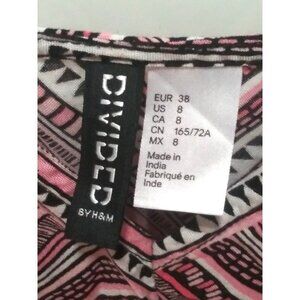 DIVIDED
BY H&M
EUR 38
US 8
CA 8
CN 165/72A
MX 8
Made in
India
Fabriqué en
Inde